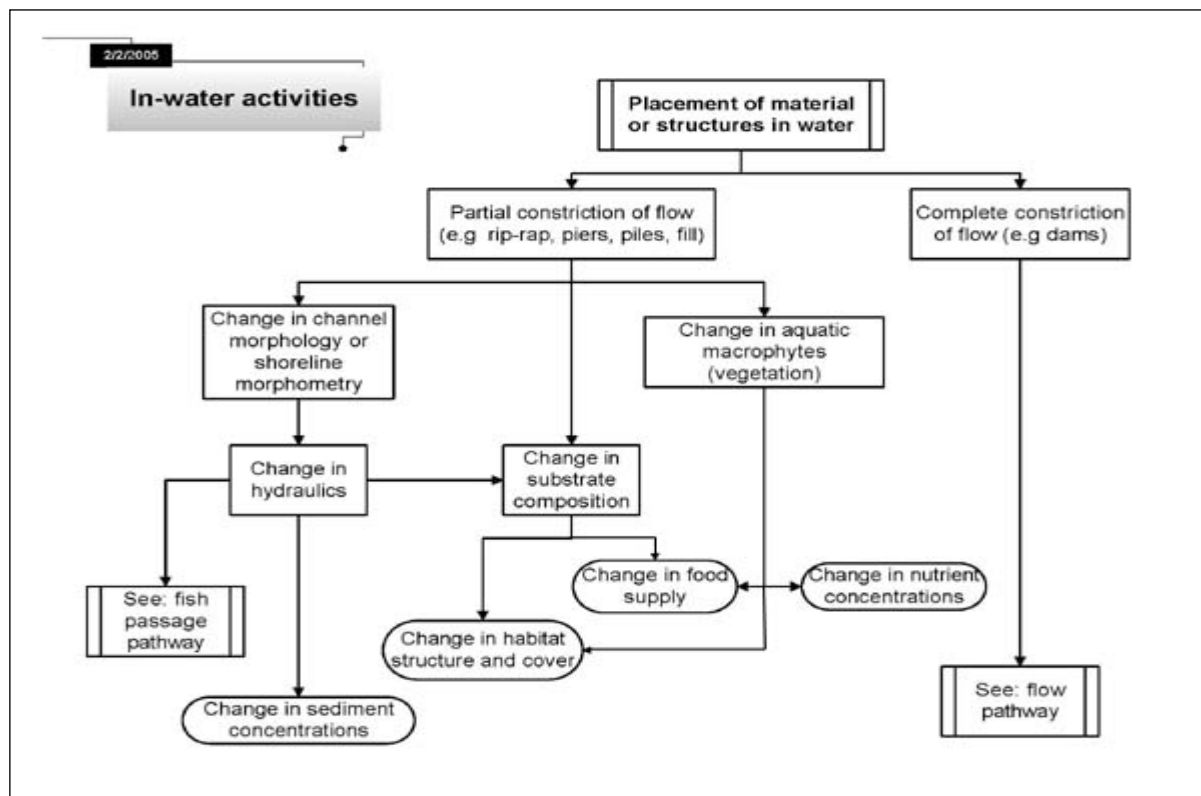 2/2/2005
In-water activities
Placement of material
or structures in water
Partial constriction of flow
(e.g rip-rap, piers, piles, fill)
Complete constriction
of flow (e.g dams)
Change in channel
morphology or
shoreline
morphometry
Change in aquatic
macrophytes
(vegetation)
Change in
hydraulics
Change in
substrate
composition
See: fish
passage
pathway
Change in food
supply
Change in nutrient
concentrations
Change in habitat
structure and cover
See: flow
pathway
Change in sediment
concentrations